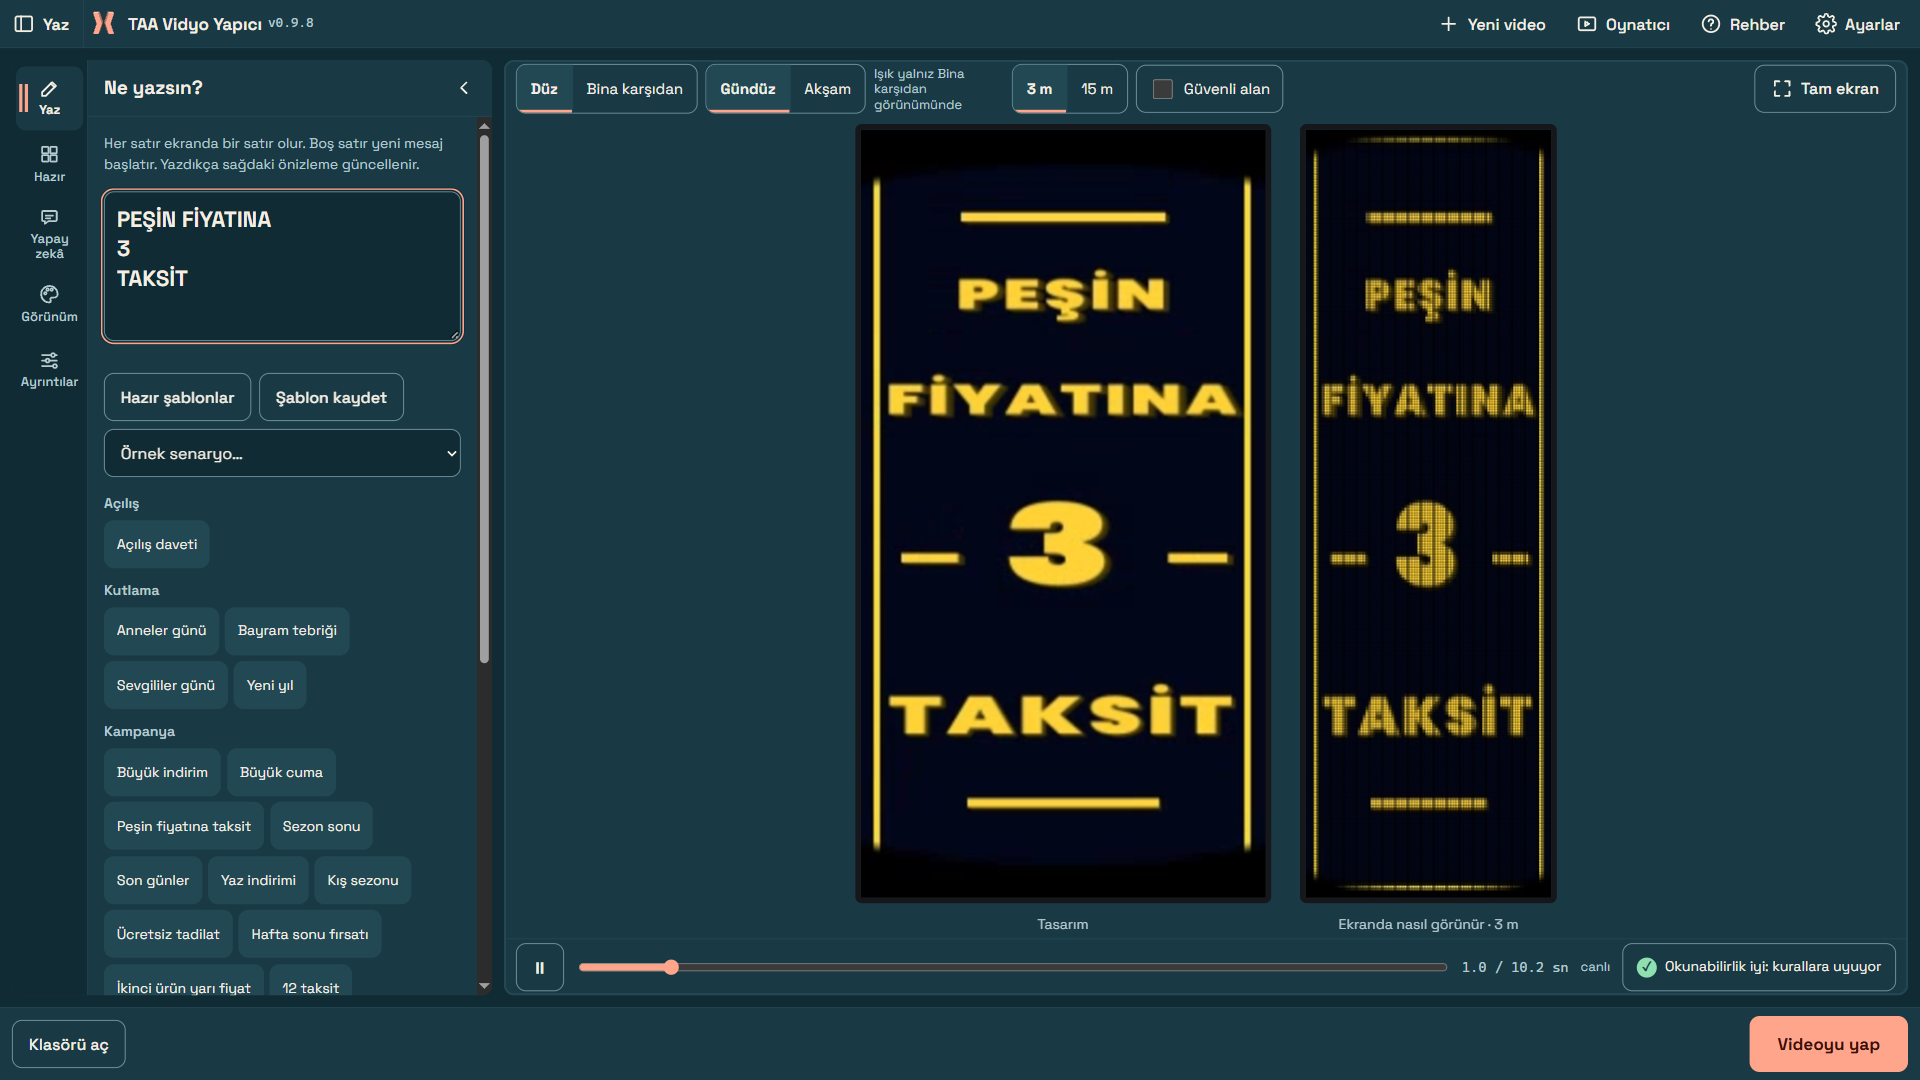 Yaz
TAA Vidyo Yapıcı v0.9.8
Yeni video
Oynatıcı
Rehber
Ayarlar
Yaz
Hazır
Yapay
zekâ
Görünüm
Ayrıntılar
Ne yazsın?
Her satır ekranda bir satır olur. Boş satır yeni mesaj
başlatır. Yazdıkça sağdaki önizleme güncellenir.
PEŞİN FİYATINA
3
TAKSİT
Hazır şablonlar
Şablon kaydet
Örnek senaryo...
Açılış
Açılış daveti
Kutlama
Anneler günü
Bayram tebriği
Sevgililer günü
Yeni yıl
Kampanya
Büyük indirim
Büyük cuma
Peşin fiyatına taksit
Sezon sonu
Son günler
Yaz indirimi
Kış sezonu
Ücretsiz tadilat
Hafta sonu fırsatı
İkinci ürün yarı fiyat
12 taksit
Düz
Bina karşıdan
Gündüz
Akşam
Işık yalnız Bina
karşıdan
görünümünde
3 m
15 m
Güvenli alan
Tam ekran
PEŞİN
FİYATINA
3
TAKSİT
Tasarım
PEŞİN
FİYATINA
3
TAKSİT
Ekranda nasıl görünür · 3 m
1.0 / 10.2 sn
canlı
Okunabilirlik iyi: kurallara uyuyor
Klasörü aç
Videoyu yap